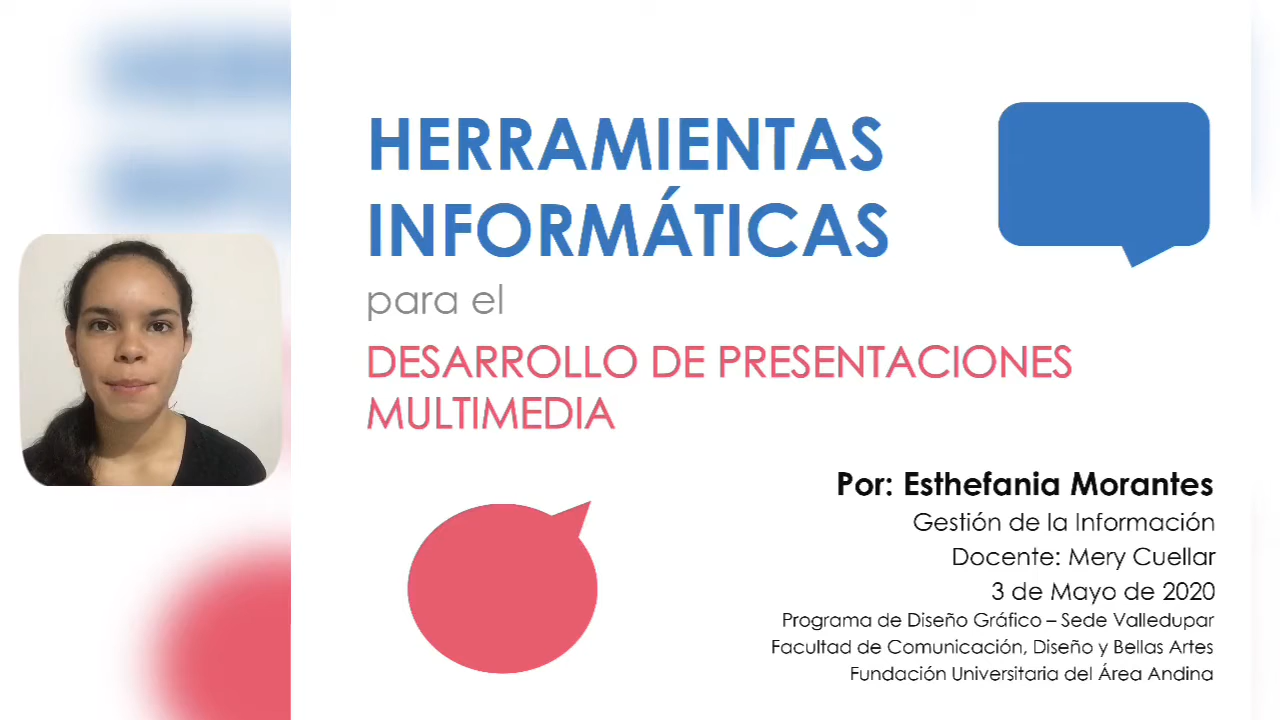 HERRAMIENTAS
INFORMÁTICAS
para el
DESARROLLO DE PRESENTACIONES
MULTIMEDIA
Por: Esthefania Morantes
Gestión de la Información
Docente: Mery Cuellar
3 de Mayo de 2020
Programa de Diseño Gráfico – Sede Valledupar
Facultad de Comunicación, Diseño y Bellas Artes
Fundación Universitaria del Área Andina